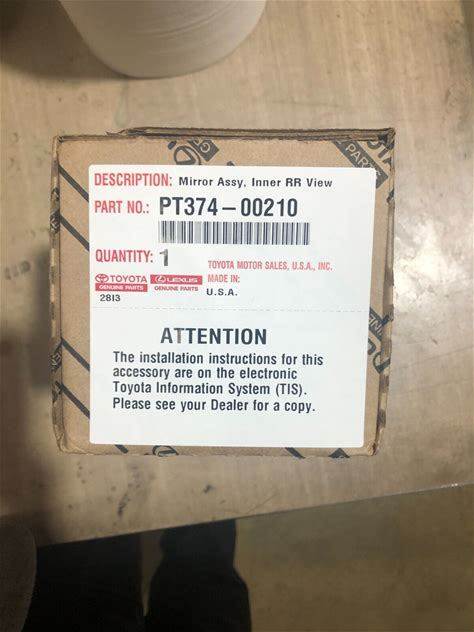 DESCRIPTION: Mirror Assy, Inner RR View
PART NO.: PT374-00210
QUANTITY: 1
TOYOTA MOTOR SALES, U.S.A., INC.
TOYOTA LEXUS MADE IN:
GENUINE PARTS GENUINE PARTS U.S.A.
2813
ATTENTION
The installation instructions for this
accessory are on the electronic
Toyota Information System (TIS).
Please see your Dealer for a copy.